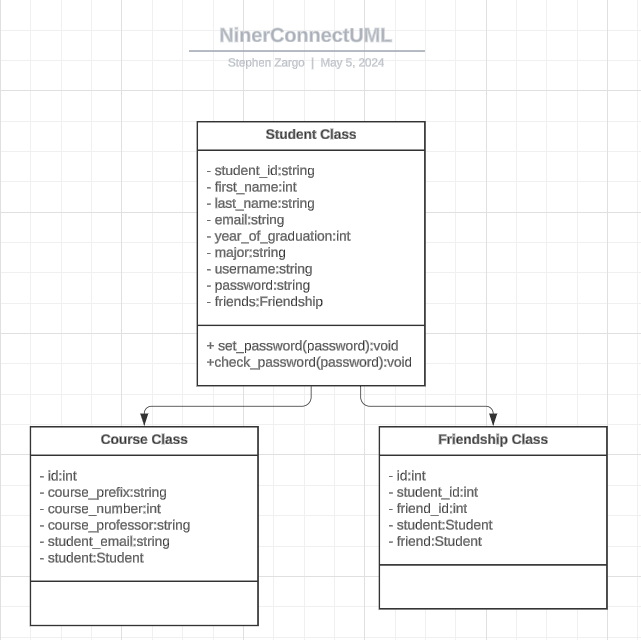 NinerConnectUML
Stephen Zargo | May 5, 2024
Student Class
- student_id:string
- first_name:int
- last_name:string
- email:string
- year_of_graduation:int
- major:string
- username:string
- password:string
- friends:Friendship
+ set_password(password):void
+check_password(password):void
Course Class
- id:int
- course_prefix:string
- course_number:int
- course_professor:string
- student_email:string
- student:Student
Friendship Class
- id:int
- student_id:int
- friend_id:int
- student:Student
- friend:Student